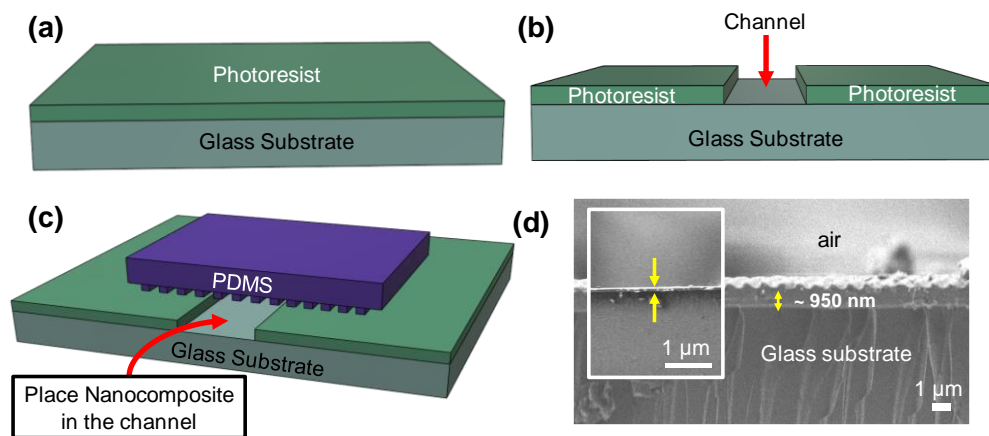 (a)
Photoresist
Glass Substrate
(b)
Channel
Photoresist
Photoresist
Glass Substrate
(c)
PDMS
Glass Substrate
Place Nanocomposite
in the channel
(d)
air
~ 950 nm
1 μm
Glass substrate
1 μm